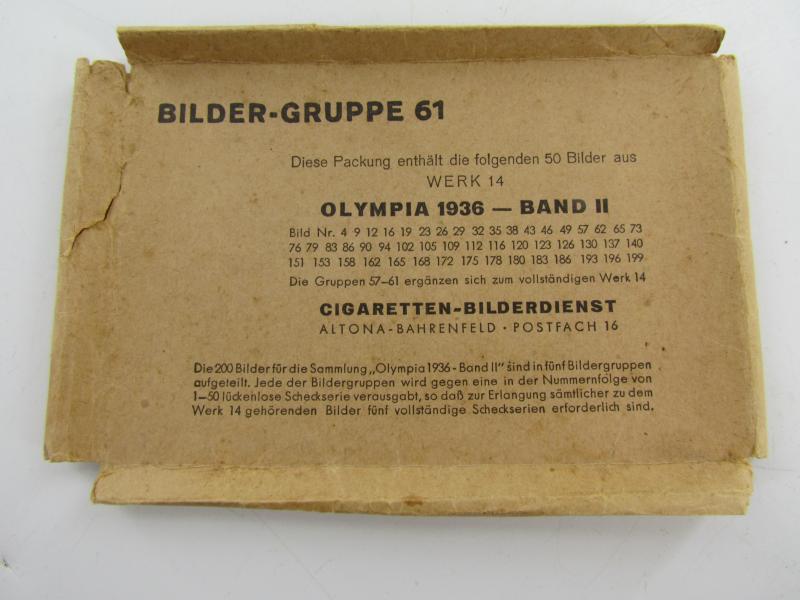 BILDER-GRUPPE 61
Diese Packung enthält die folgenden 50 Bilder aus
WERK 14
OLYMPIA 1936 — BAND II
Bild Nr. 4 9 12 16 19 23 26 29 32 35 38 43 46 49 57 62 65 73
76 79 83 86 90 94 102 105 109 112 116 120 123 126 130 137 140
151 153 158 162 165 168 172 175 178 180 183 186 193 196 199
Die Gruppen 57—61 ergänzen sich zum vollständigen Werk 14
CIGARETTEN-BILDERDIENST
ALTONA-BAHRENFELD · POSTFACH 16
Die 200 Bilder für die Sammlung „Olympia 1936 - Band II" sind in fünf Bildergruppen
aufgeteilt. Jede der Bildergruppen wird gegen eine in der Nummernfolge von
1—50 lückenlose Scheckserie verausgabt, so daß zur Erlangung sämtlicher zu dem
Werk 14 gehörenden Bilder fünf vollständige Scheckserien erforderlich sind.